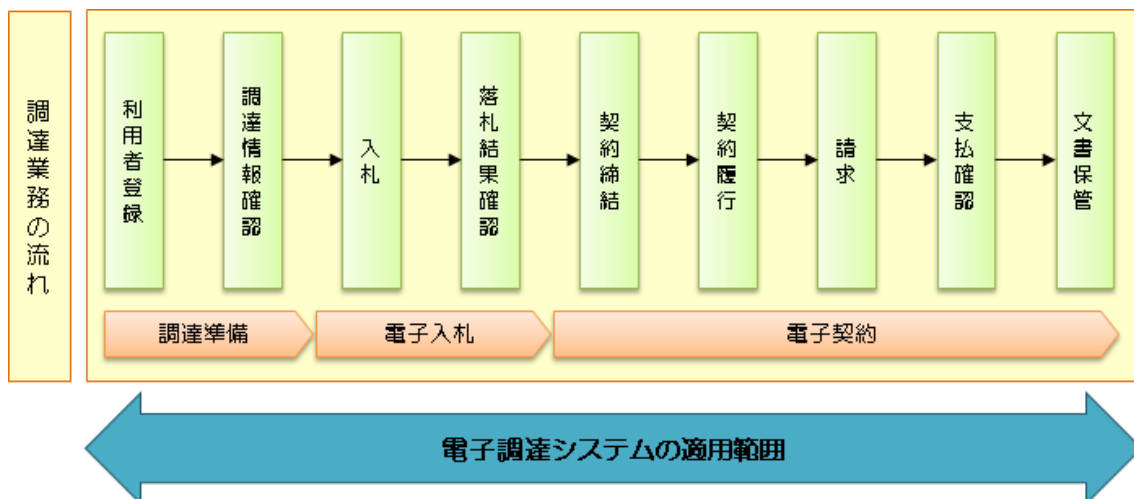 調達業務の流れ
利用者登録
調達情報確認
入札
落札結果確認
契約締結
契約履行
請求
支払確認
文書保管
調達準備
電子入札
電子契約
電子調達システムの適用範囲